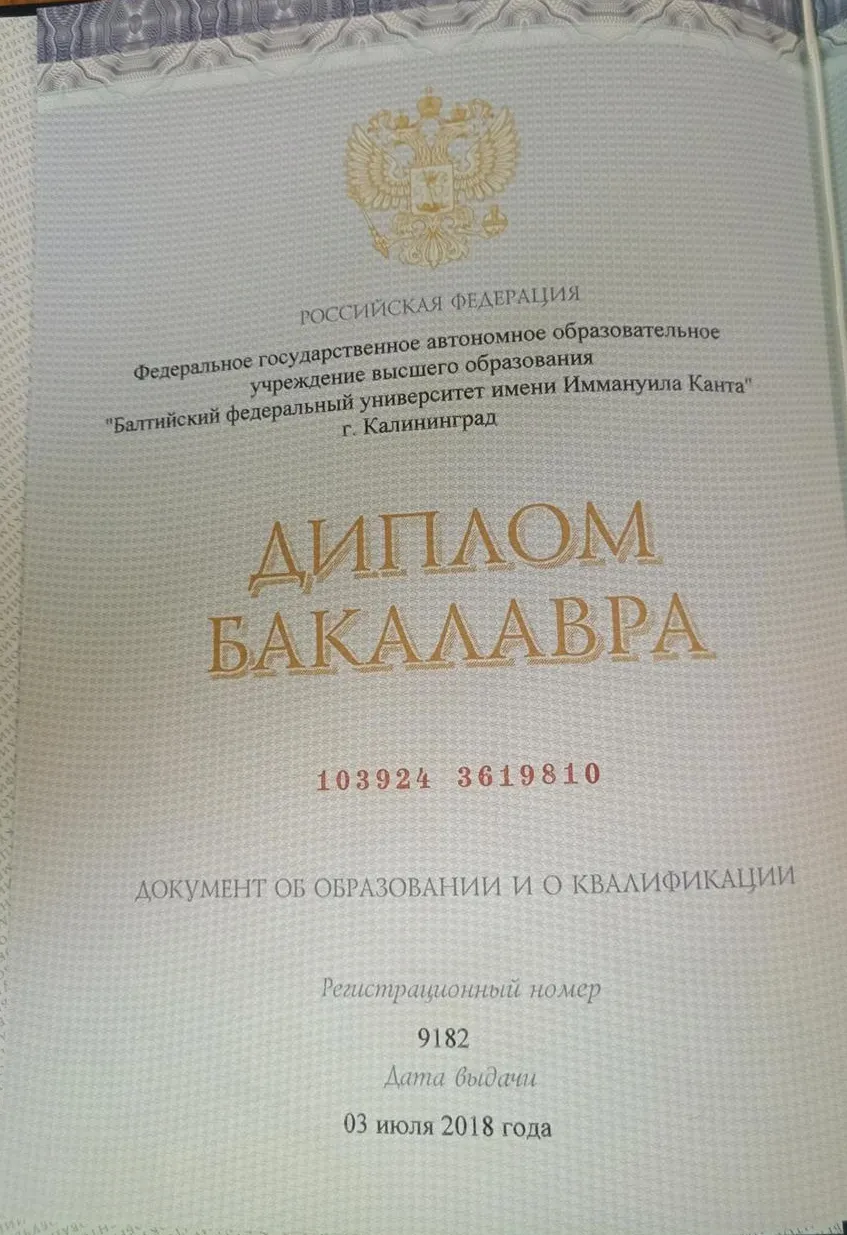 РОССИЙСКАЯ ФЕДЕРАЦИЯ
Федеральное государственное автономное образовательное
учреждение высшего образования
"Балтийский федеральный университет имени Иммануила Канта"
г. Калининград
ДИПЛОМ
БАКАЛАВРА
103924 3619810
ДОКУМЕНТ ОБ ОБРАЗОВАНИИ И О КВАЛИФИКАЦИИ
Регистрационный номер
9182
Дата выдачи
03 июля 2018 года